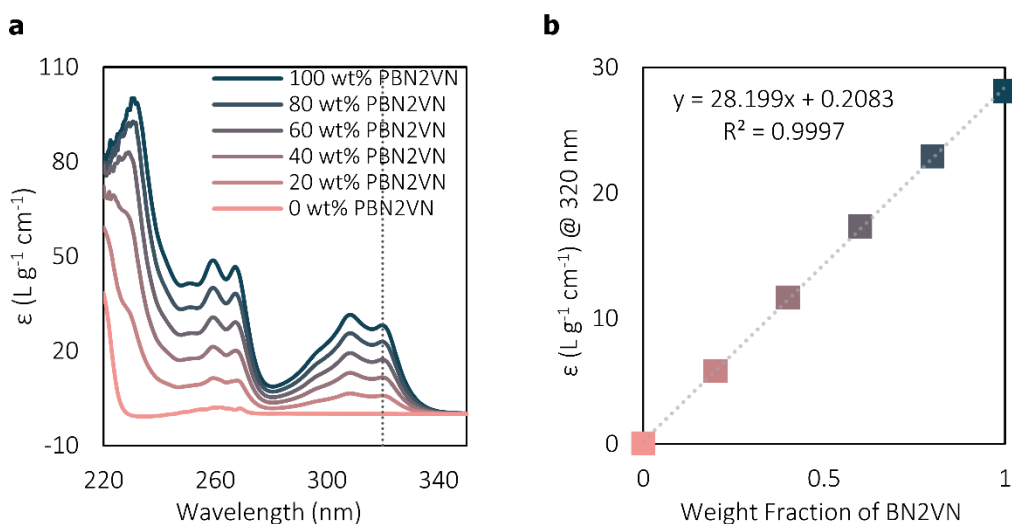 a
110
80
50
20
-10
ε (L g⁻¹ cm⁻¹)
100 wt% PBN2VN
80 wt% PBN2VN
60 wt% PBN2VN
40 wt% PBN2VN
20 wt% PBN2VN
0 wt% PBN2VN
220 260 300 340
Wavelength (nm)
b
30
20
10
0
ε (L g⁻¹ cm⁻¹) @ 320 nm
y = 28.199x + 0.2083
R² = 0.9997
0 0.5 1
Weight Fraction of BN2VN